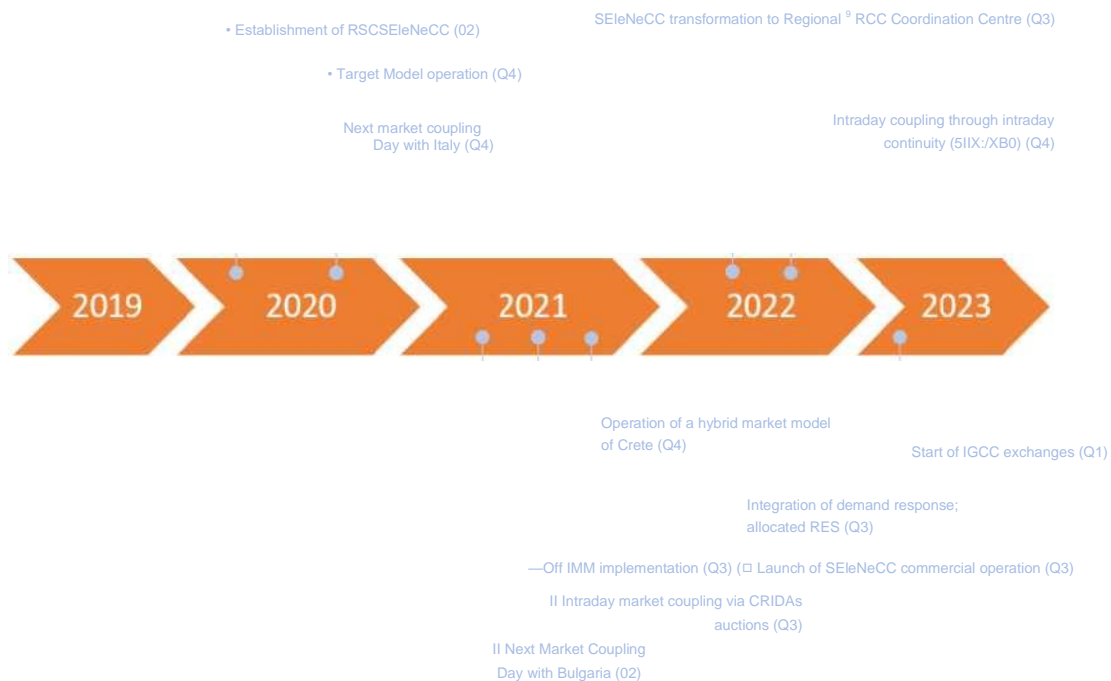 • Establishment of RSCSEleNeCC (02)
SEleNeCC transformation to Regional ⁹ RCC Coordination Centre (Q3)
• Target Model operation (Q4)
Next market coupling
Day with Italy (Q4)
Intraday coupling through intraday
continuity (5IIX:/XB0) (Q4)
2019
2020
2021
2022
2023
Operation of a hybrid market model
of Crete (Q4)
Start of IGCC exchanges (Q1)
Integration of demand response;
allocated RES (Q3)
—Off IMM implementation (Q3) (□ Launch of SEleNeCC commercial operation (Q3)
II Intraday market coupling via CRIDAs
auctions (Q3)
II Next Market Coupling
Day with Bulgaria (02)